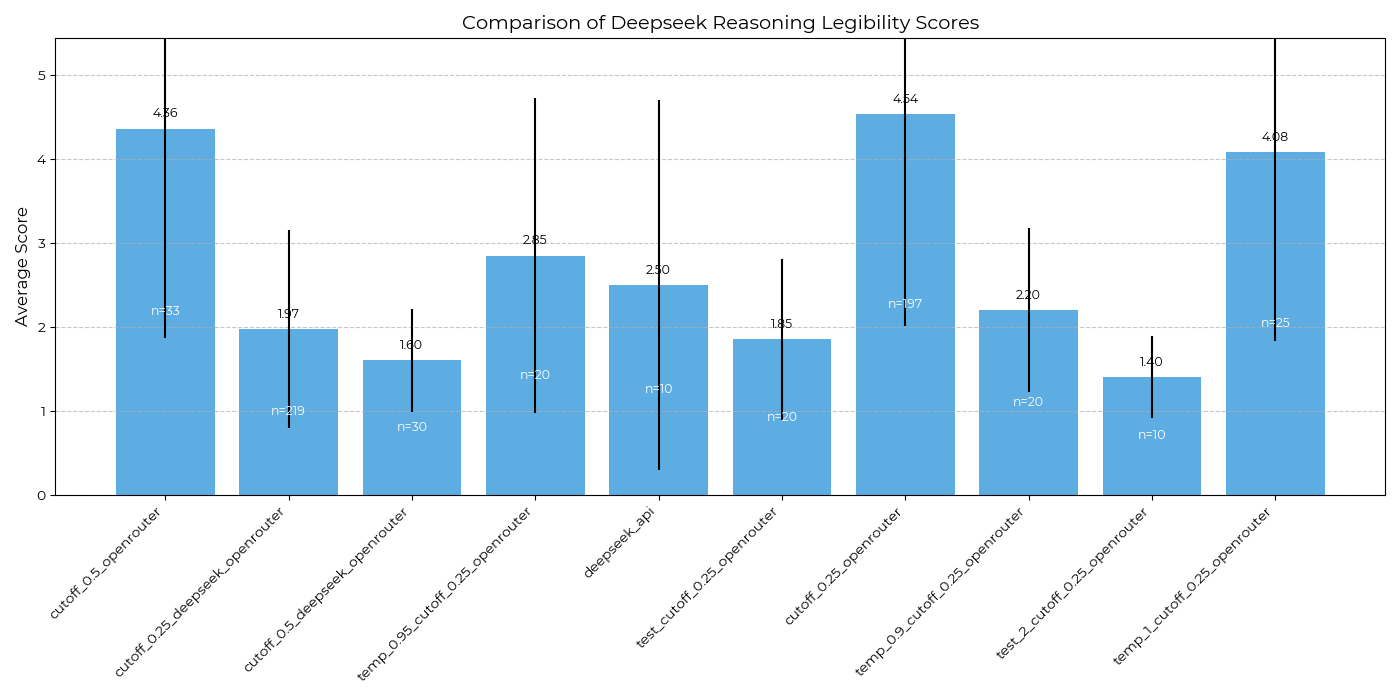 Comparison of Deepseek Reasoning Legibility Scores
Average Score
5
4
3
2
1
0
4.36
1.97
1.60
2.85
2.50
1.85
4.54
2.20
1.40
4.08
n=33
n=219
n=30
n=20
n=10
n=20
n=197
n=20
n=10
n=25
cutoff_0.5_openrouter
cutoff_0.25_deepseek_openrouter
cutoff_0.5_deepseek_openrouter
temp_0.95_cutoff_0.25_openrouter
deepseek_api
test_cutoff_0.25_openrouter
cutoff_0.25_openrouter
temp_0.9_cutoff_0.25_openrouter
test_2_cutoff_0.25_openrouter
temp_1_cutoff_0.25_openrouter